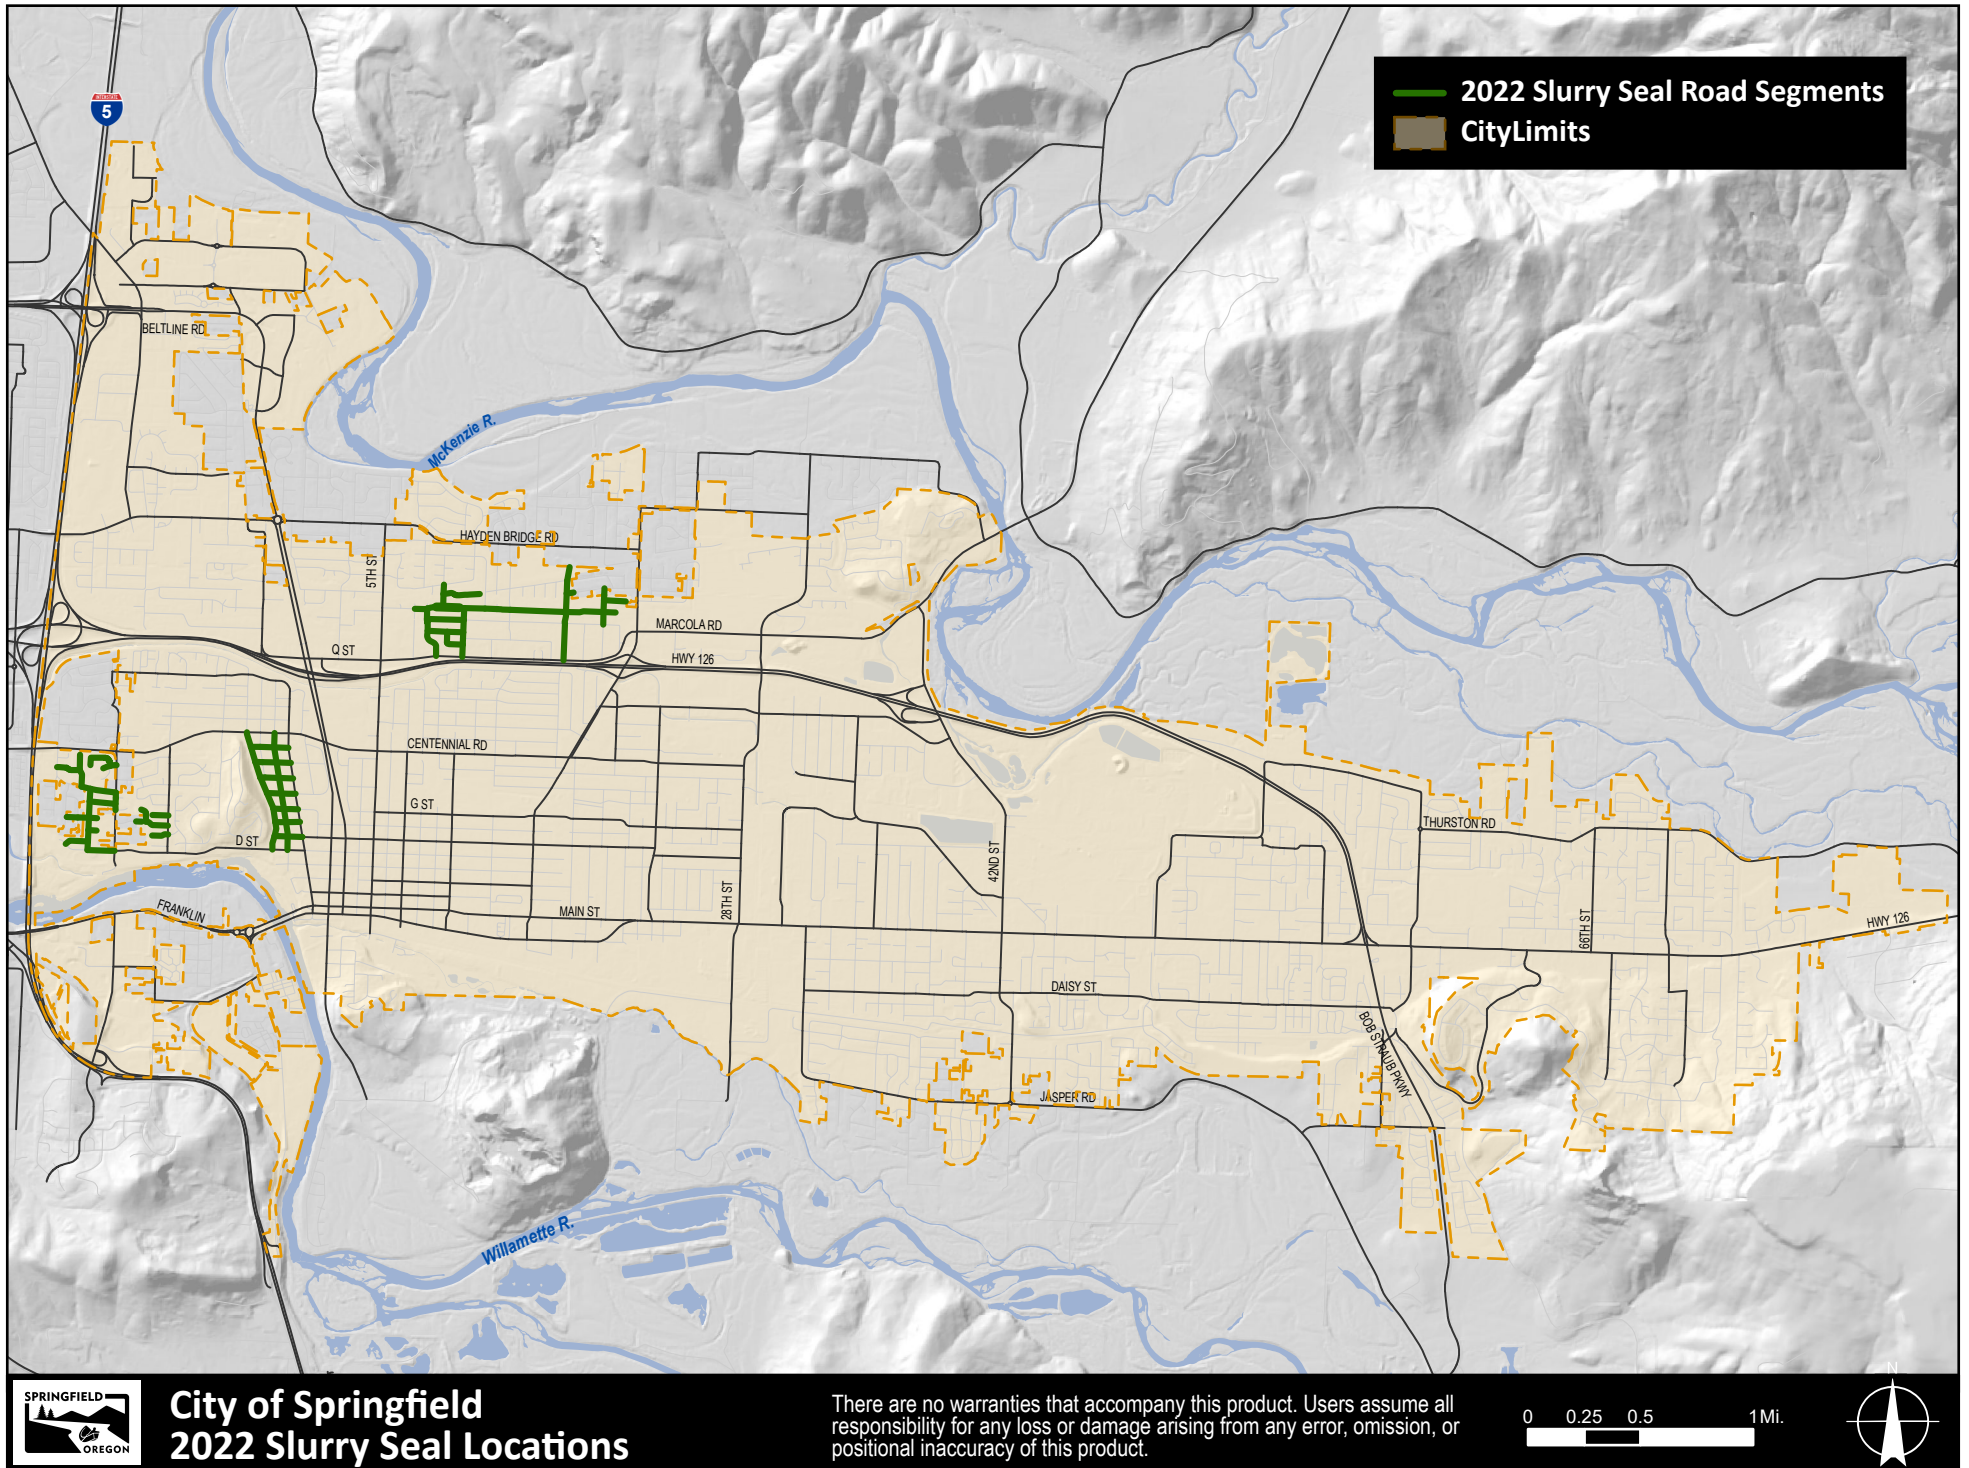 INTERSTATE
5
2022 Slurry Seal Road Segments
CityLimits
BELTLINE RD
McKenzie R.
HAYDEN BRIDGE RD
5TH ST
MARCOLA RD
Q ST
HWY 126
CENTENNIAL RD
G ST
THURSTON RD
D ST
42ND ST
28TH ST
FRANKLIN
MAIN ST
66TH ST
HWY 126
DAISY ST
BOB STRAUB PKWY
JASPER RD
Willamette R.
SPRINGFIELD
OREGON
City of Springfield
2022 Slurry Seal Locations
There are no warranties that accompany this product. Users assume all
responsibility for any loss or damage arising from any error, omission, or
positional inaccuracy of this product.
0 0.25 0.5 1 Mi.
N